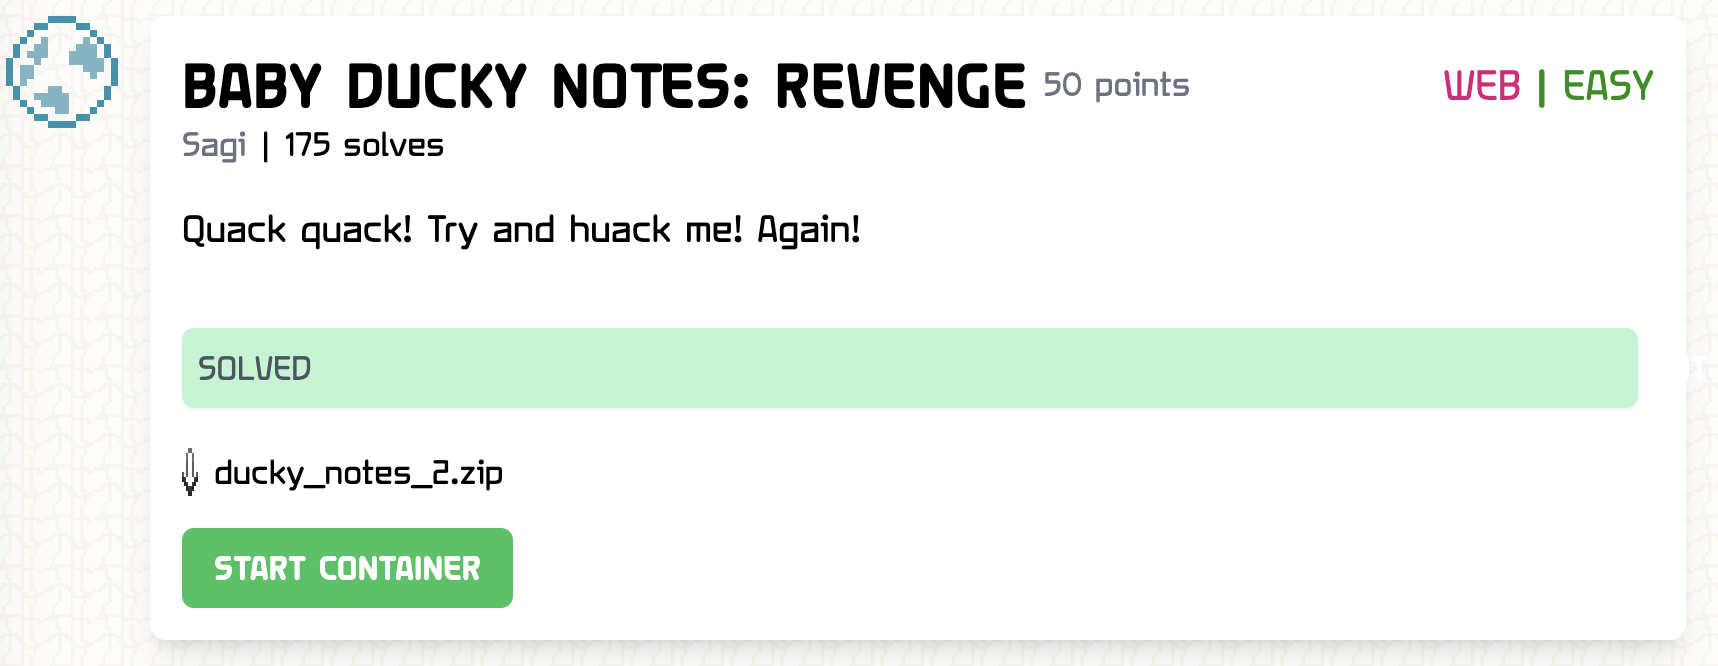 BABY DUCKY NOTES: REVENGE 50 points WEB | EASY
Sagi | 175 solves
Quack quack! Try and huack me! Again!
SOLVED
ducky_notes_2.zip
START CONTAINER